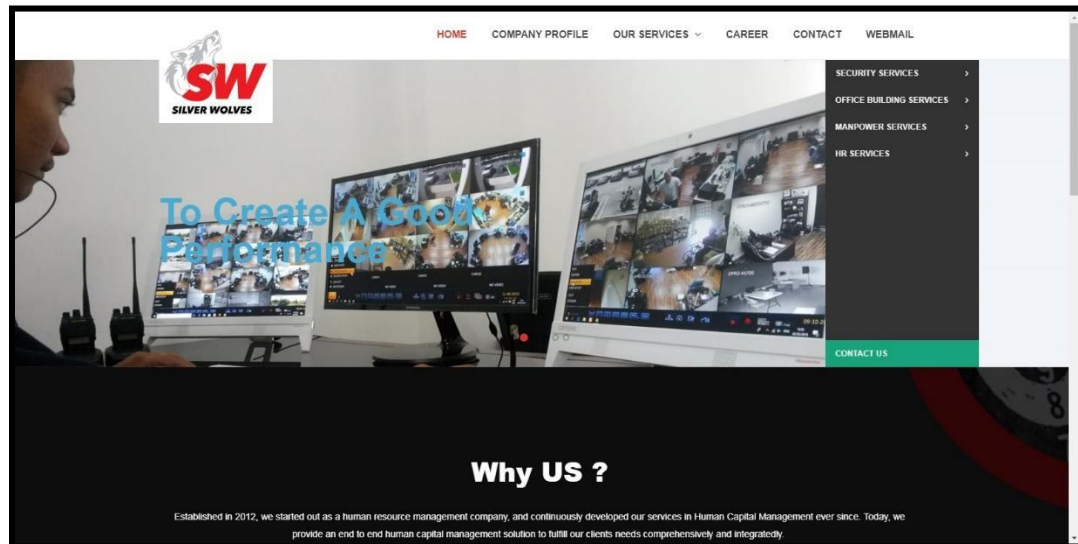 HOME COMPANY PROFILE OUR SERVICES CAREER CONTACT WEBMAIL
SW
SILVER WOLVES
SECURITY SERVICES
OFFICE BUILDING SERVICES
MANPOWER SERVICES
HR SERVICES
To Create A Good
Performance
CONTACT US
Why US ?
Established in 2012, we started out as a human resource management company, and continuously developed our services in Human Capital Management ever since. Today, we
provide an end to end human capital management solution to fulfill our clients needs comprehensively and integratedly.